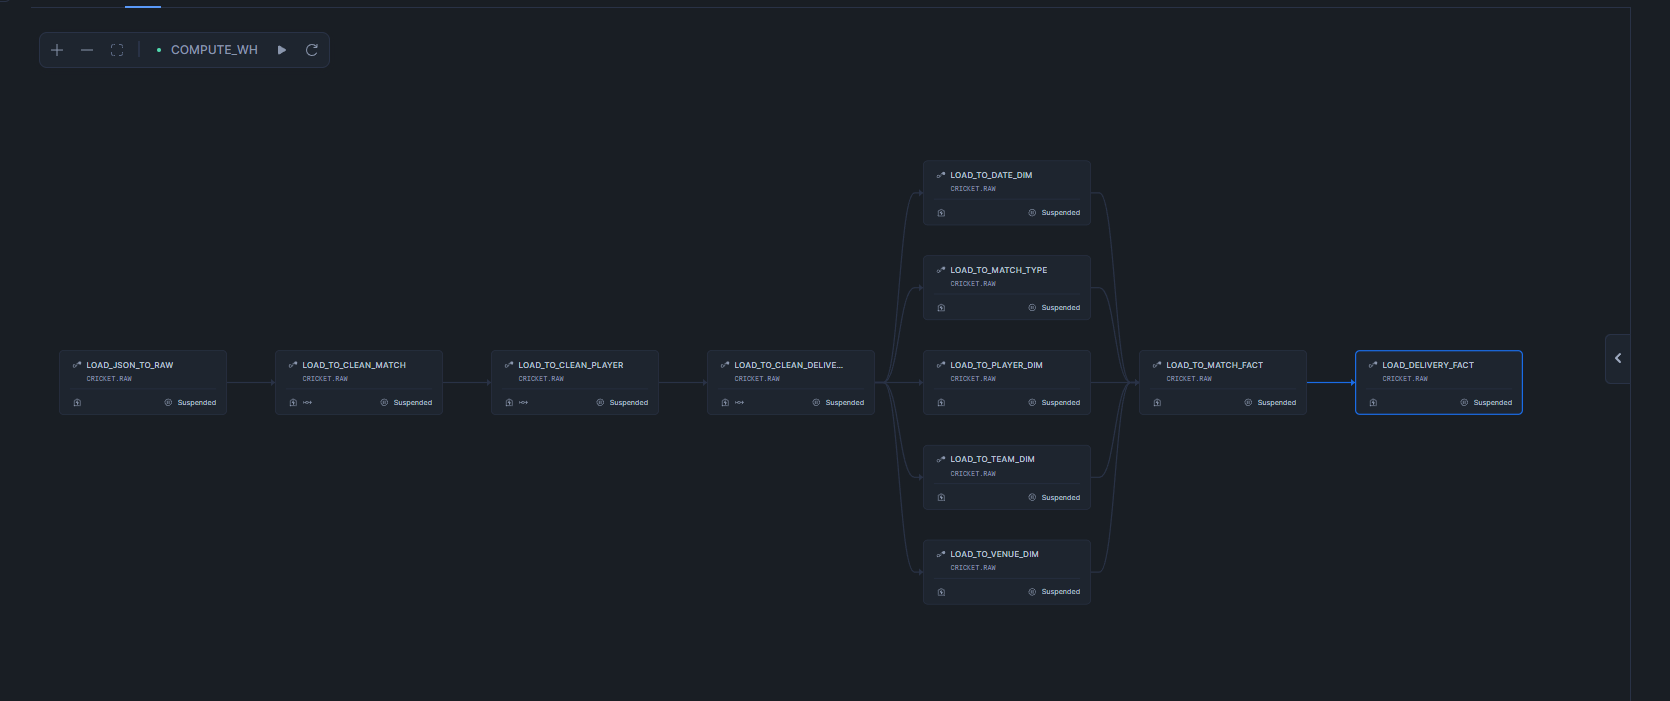 COMPUTE_WH
LOAD_JSON_TO_RAW
CRICKET.RAW
Suspended
LOAD_TO_CLEAN_MATCH
CRICKET.RAW
Suspended
LOAD_TO_CLEAN_PLAYER
CRICKET.RAW
Suspended
LOAD_TO_CLEAN_DELIVE...
CRICKET.RAW
Suspended
LOAD_TO_DATE_DIM
CRICKET.RAW
Suspended
LOAD_TO_MATCH_TYPE
CRICKET.RAW
Suspended
LOAD_TO_PLAYER_DIM
CRICKET.RAW
Suspended
LOAD_TO_TEAM_DIM
CRICKET.RAW
Suspended
LOAD_TO_VENUE_DIM
CRICKET.RAW
Suspended
LOAD_TO_MATCH_FACT
CRICKET.RAW
Suspended
LOAD_DELIVERY_FACT
CRICKET.RAW
Suspended